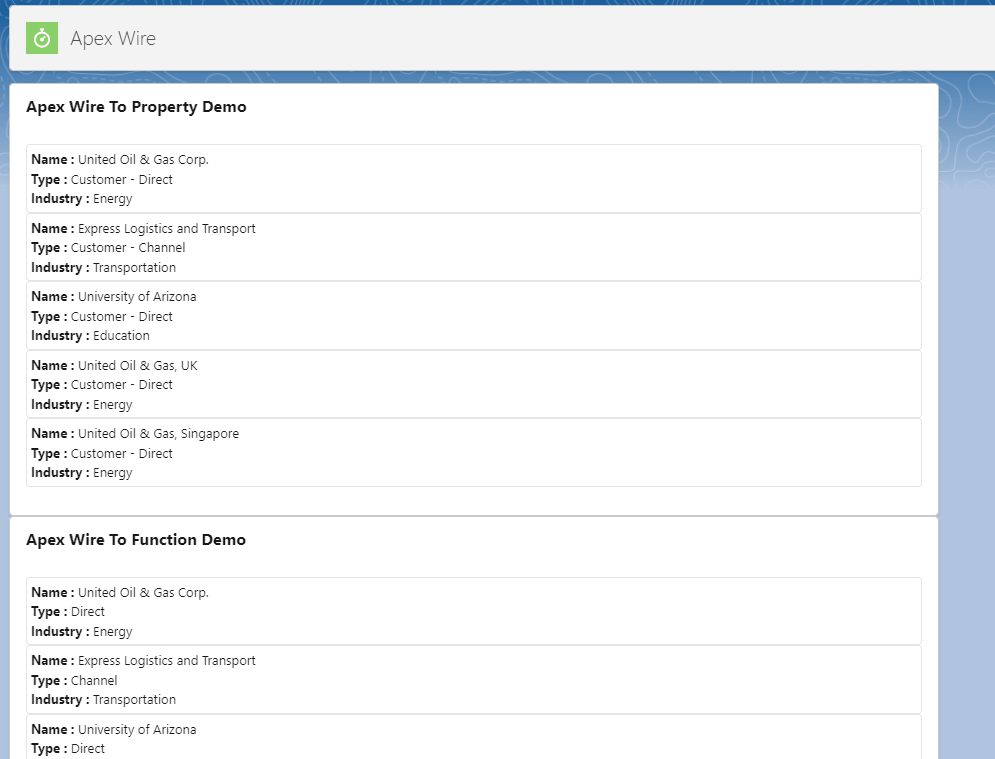 Apex Wire
Apex Wire To Property Demo
Name : United Oil & Gas Corp.
Type : Customer - Direct
Industry : Energy
Name : Express Logistics and Transport
Type : Customer - Channel
Industry : Transportation
Name : University of Arizona
Type : Customer - Direct
Industry : Education
Name : United Oil & Gas, UK
Type : Customer - Direct
Industry : Energy
Name : United Oil & Gas, Singapore
Type : Customer - Direct
Industry : Energy
Apex Wire To Function Demo
Name : United Oil & Gas Corp.
Type : Direct
Industry : Energy
Name : Express Logistics and Transport
Type : Channel
Industry : Transportation
Name : University of Arizona
Type : Direct